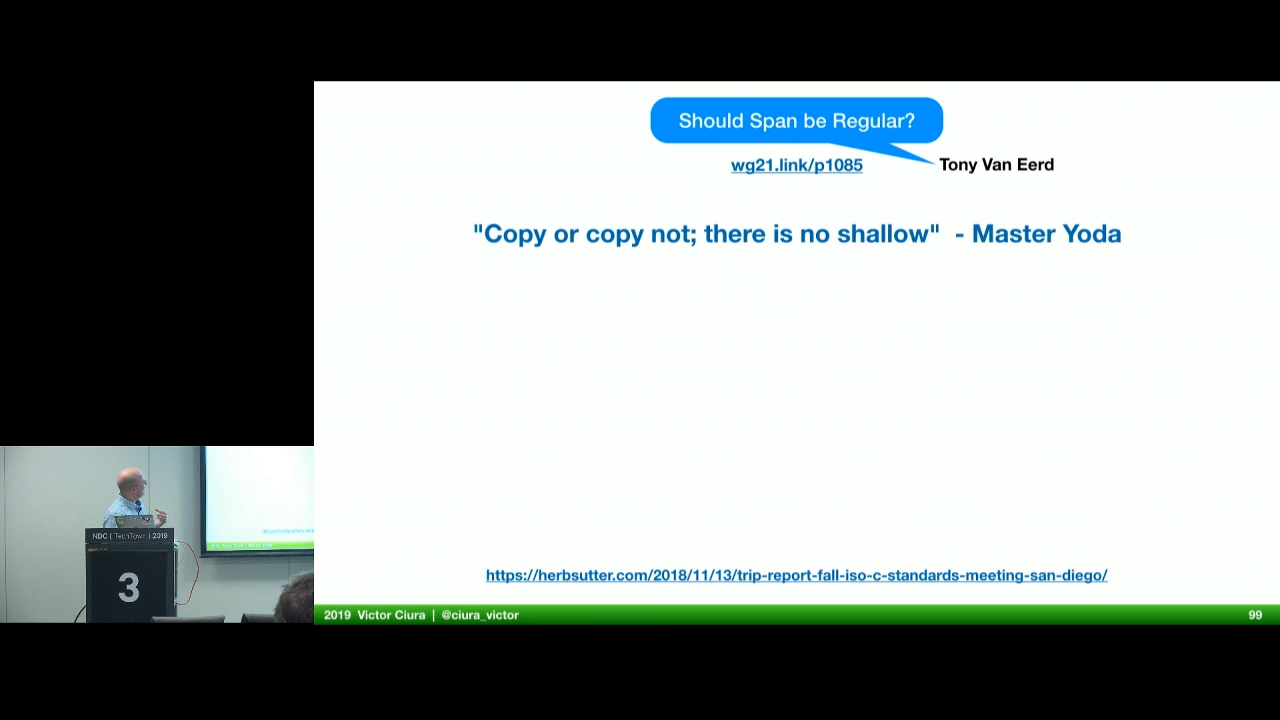 Should Span be Regular?
wg21.link/p1085
Tony Van Eerd
"Copy or copy not; there is no shallow" - Master Yoda
https://herbsutter.com/2018/11/13/trip-report-fall-iso-c-standards-meeting-san-diego/
2019 Victor Ciura | @ciura_victor
99
NDC | TechTown | 2019
3